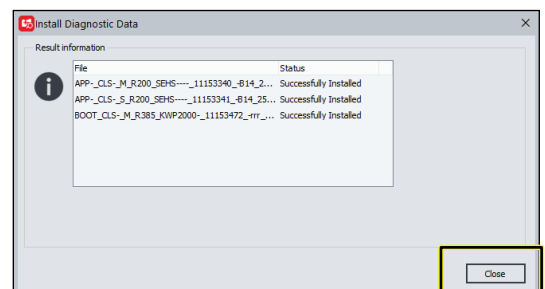 Install Diagnostic Data
Result information
File Status
APP-_CLS-_M_R200_SEHS----_11153340_-B14_2... Successfully Installed
APP-_CLS-_S_R200_SEHS----_11153341_-B14_25... Successfully Installed
BOOT_CLS-_M_R385_KWP2000-_11153472_-rrr_... Successfully Installed
Close